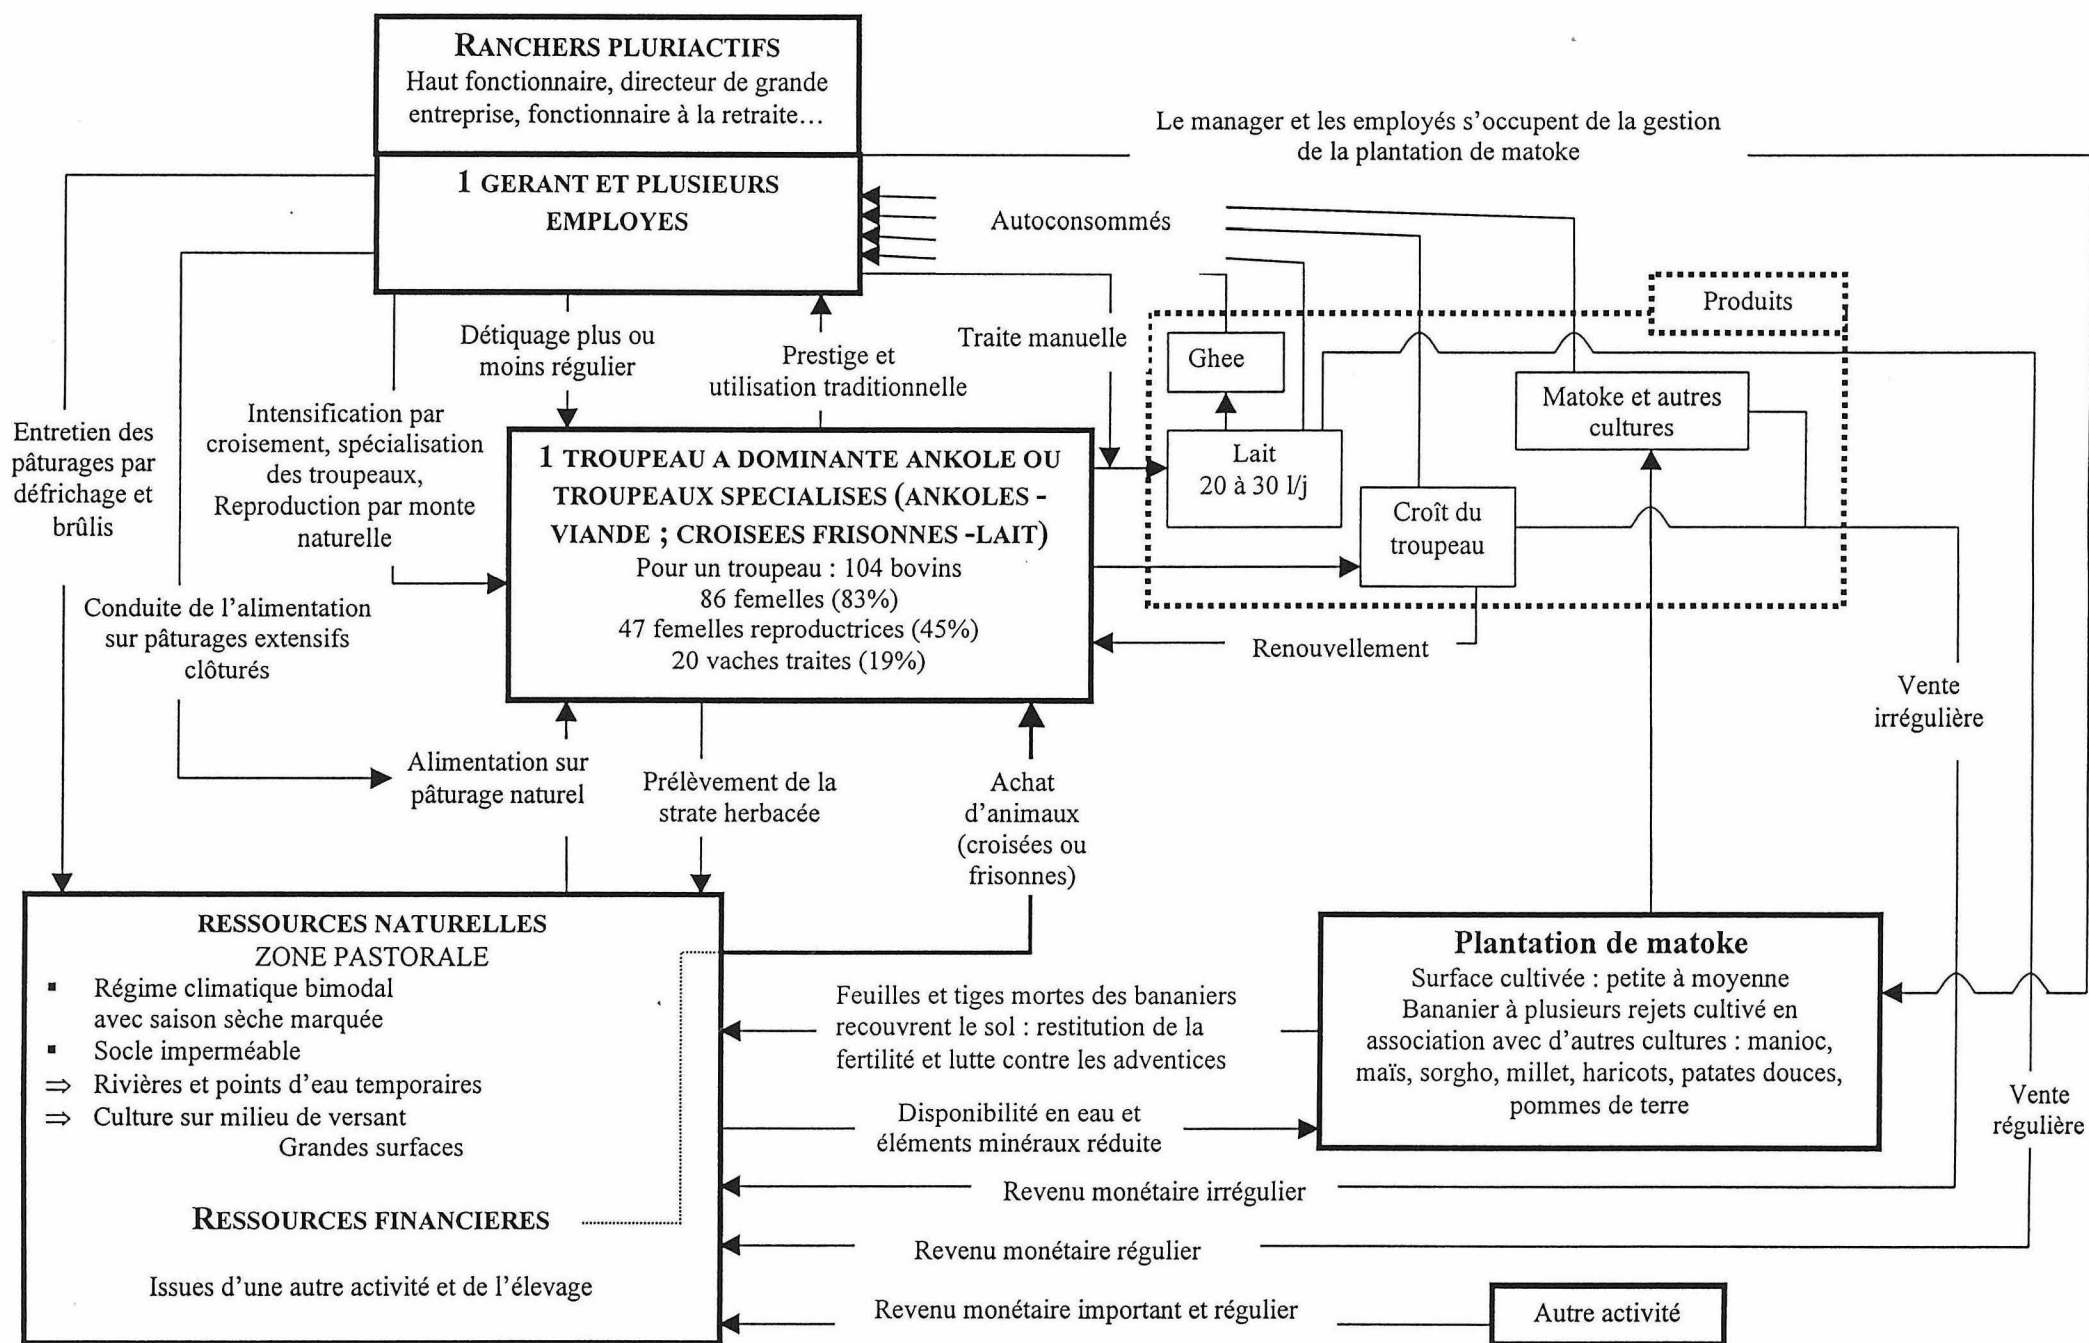 RANCHERS PLURIACTIFS
Haut fonctionnaire, directeur de grande
entreprise, fonctionnaire à la retraite…
1 GERANT ET PLUSIEURS
EMPLOYES
Le manager et les employés s’occupent de la gestion
de la plantation de matoke
Autoconsommés
Produits
Détiquage plus ou
moins régulier
Prestige et
utilisation traditionnelle
Traite manuelle
Ghee
Lait
20 à 30 l/j
Matoke et autres
cultures
Croît du
troupeau
Entretien des
pâturages par
défrichage et
brûlis
Intensification par
croisement, spécialisation
des troupeaux,
Reproduction par monte
naturelle
1 TROUPEAU A DOMINANTE ANKOLE OU
TROUPEAUX SPECIALISES (ANKOLES -
VIANDE ; CROISEES FRISONNES -LAIT)
Pour un troupeau : 104 bovins
86 femelles (83%)
47 femelles reproductrices (45%)
20 vaches traites (19%)
Conduite de l’alimentation
sur pâturages extensifs
clôturés
Renouvellement
Vente
irrégulière
Alimentation sur
pâturage naturel
Prélèvement de la
strate herbacée
Achat
d’animaux
(croisées ou
frisonnes)
RESSOURCES NATURELLES
ZONE PASTORALE
▪ Régime climatique bimodal
avec saison sèche marquée
▪ Socle imperméable
⇒ Rivières et points d’eau temporaires
⇒ Culture sur milieu de versant
Grandes surfaces
RESSOURCES FINANCIERES
Issues d’une autre activité et de l’élevage
Feuilles et tiges mortes des bananiers
recouvrent le sol : restitution de la
fertilité et lutte contre les adventices
Disponibilité en eau et
éléments minéraux réduite
Plantation de matoke
Surface cultivée : petite à moyenne
Bananier à plusieurs rejets cultivé en
association avec d'autres cultures : manioc,
maïs, sorgho, millet, haricots, patates douces,
pommes de terre
Vente
régulière
Revenu monétaire irrégulier
Revenu monétaire régulier
Revenu monétaire important et régulier
Autre activité